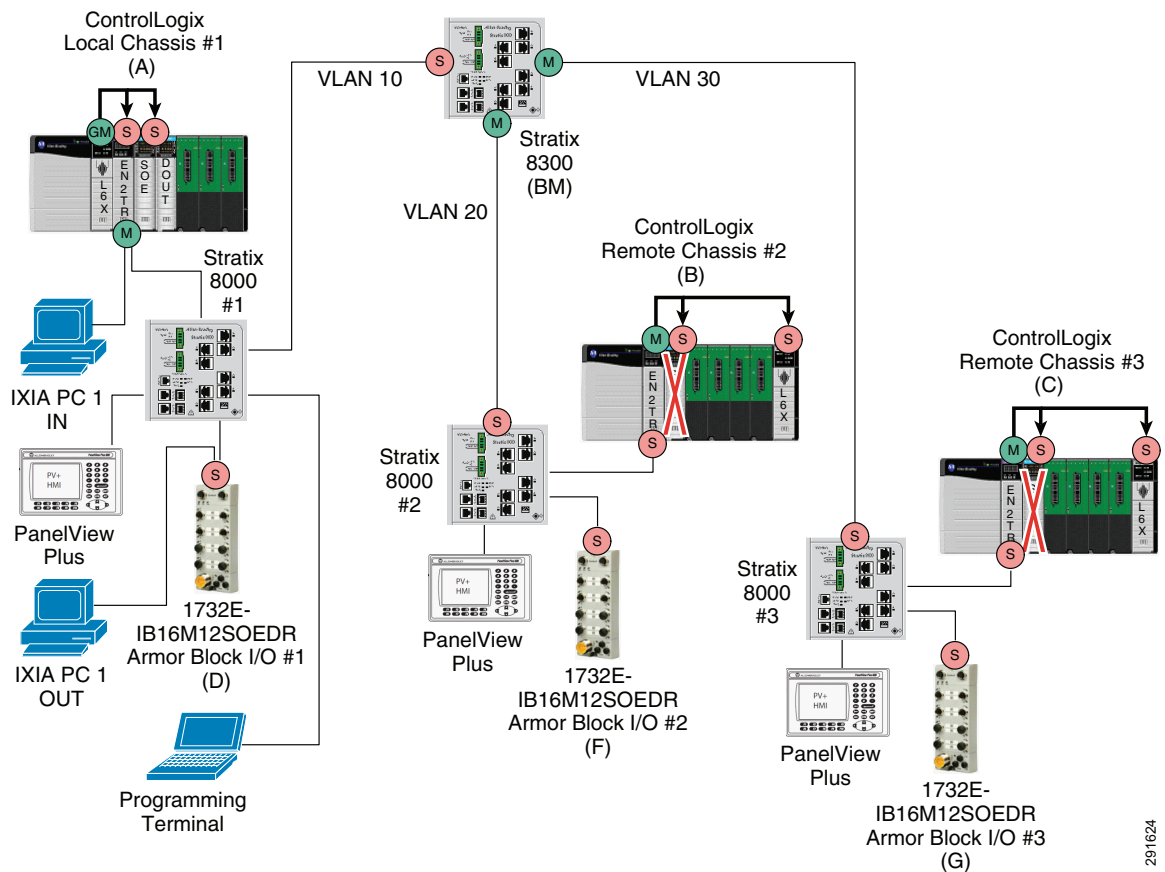 ControlLogix
Local Chassis #1
(A)
GM
S
S
L6X
EN2TR
SOE
DOUT
M
Stratix
8000
#1
IXIA PC 1
IN
PV+
HMI
PanelView
Plus
S
IXIA PC 1
OUT
1732E-
IB16M12SOEDR
Armor Block I/O #1
(D)
Programming
Terminal
VLAN 10
S
M
M
VLAN 30
Stratix
8300
(BM)
VLAN 20
ControlLogix
Remote Chassis #2
(B)
M
S
S
EN2TR
L6X
S
S
Stratix
8000
#2
PV+
HMI
PanelView
Plus
S
1732E-
IB16M12SOEDR
Armor Block I/O #2
(F)
ControlLogix
Remote Chassis #3
(C)
M
S
S
EN2TR
L6X
S
S
Stratix
8000
#3
PV+
HMI
PanelView
Plus
S
1732E-
IB16M12SOEDR
Armor Block I/O #3
(G)
291624